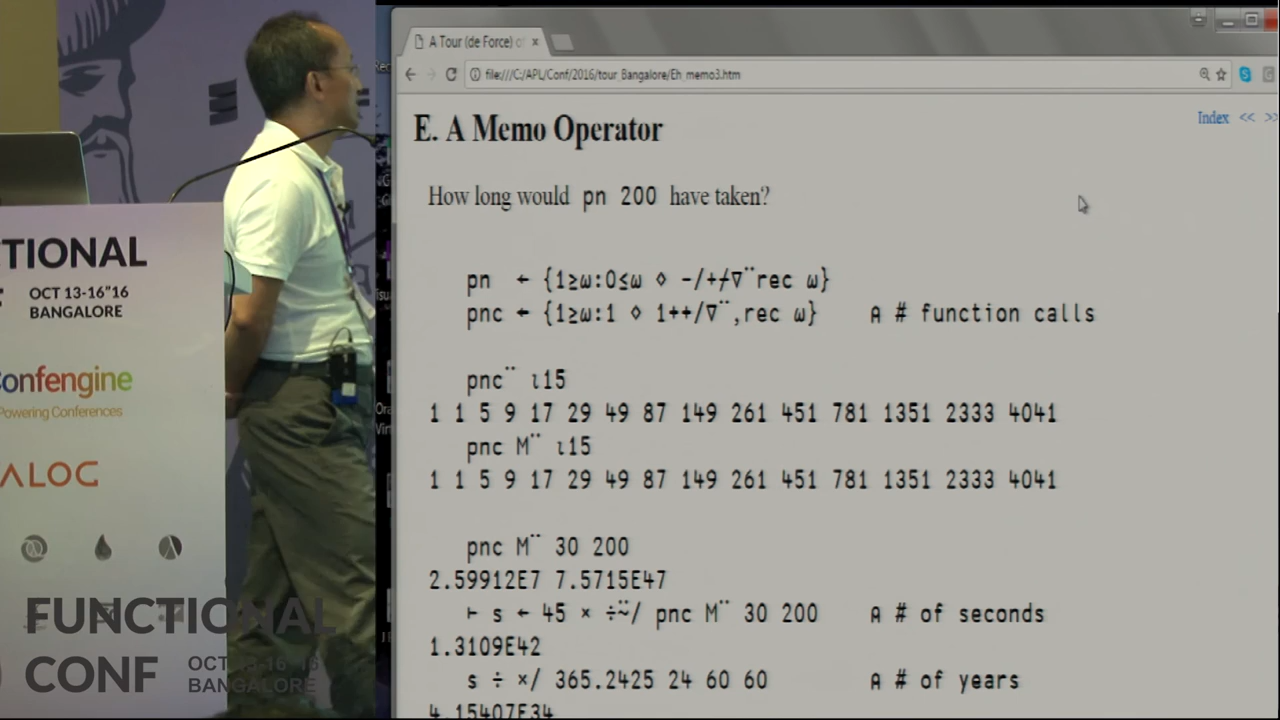 A Tour (de Force) of
file:///C:/APL/Conf/2016/tour_Bangalore/Eh_memo3.htm
E. A Memo Operator
Index << >>
How long would pn 200 have taken?
pn ← {1≥⍵:0≤⍵ ⋄ -/+⌿∇¨rec ⍵}
pnc ← {1≥⍵:1 ⋄ 1++/∇¨,rec ⍵} ⍝ # function calls
pnc¨ ⍳15
1 1 5 9 17 29 49 87 149 261 451 781 1351 2333 4041
pnc M¨ ⍳15
1 1 5 9 17 29 49 87 149 261 451 781 1351 2333 4041
pnc M¨ 30 200
2.59912E7 7.5715E47
⊢ s ← 45 × ÷⍨/ pnc M¨ 30 200 ⍝ # of seconds
1.3109E42
s ÷ ×/ 365.2425 24 60 60 ⍝ # of years
4.15407E34
TIONAL
F OCT 13-16"16
BANGALORE
Confengine
Powering Conferences
ALOG
FUNCTIONAL
CONF OCT 13-16 16
BANGALORE